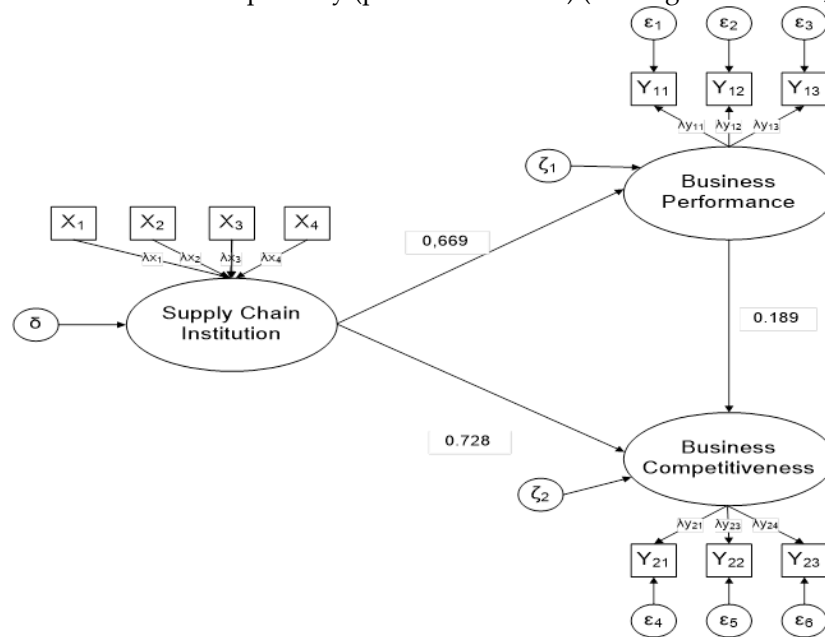 ε₁ ε₂ ε₃
Y₁₁ Y₁₂ Y₁₃
λy₁₁ λy₁₂ λy₁₃
ζ₁
Business
Performance
X₁ X₂ X₃ X₄
λx₁ λx₂ λx₃ λx₄
0,669
δ
Supply Chain
Institution
0.189
0.728
Business
Competitiveness
ζ₂
λy₂₁ λy₂₃ λy₂₄
Y₂₁ Y₂₂ Y₂₃
ε₄ ε₅ ε₆